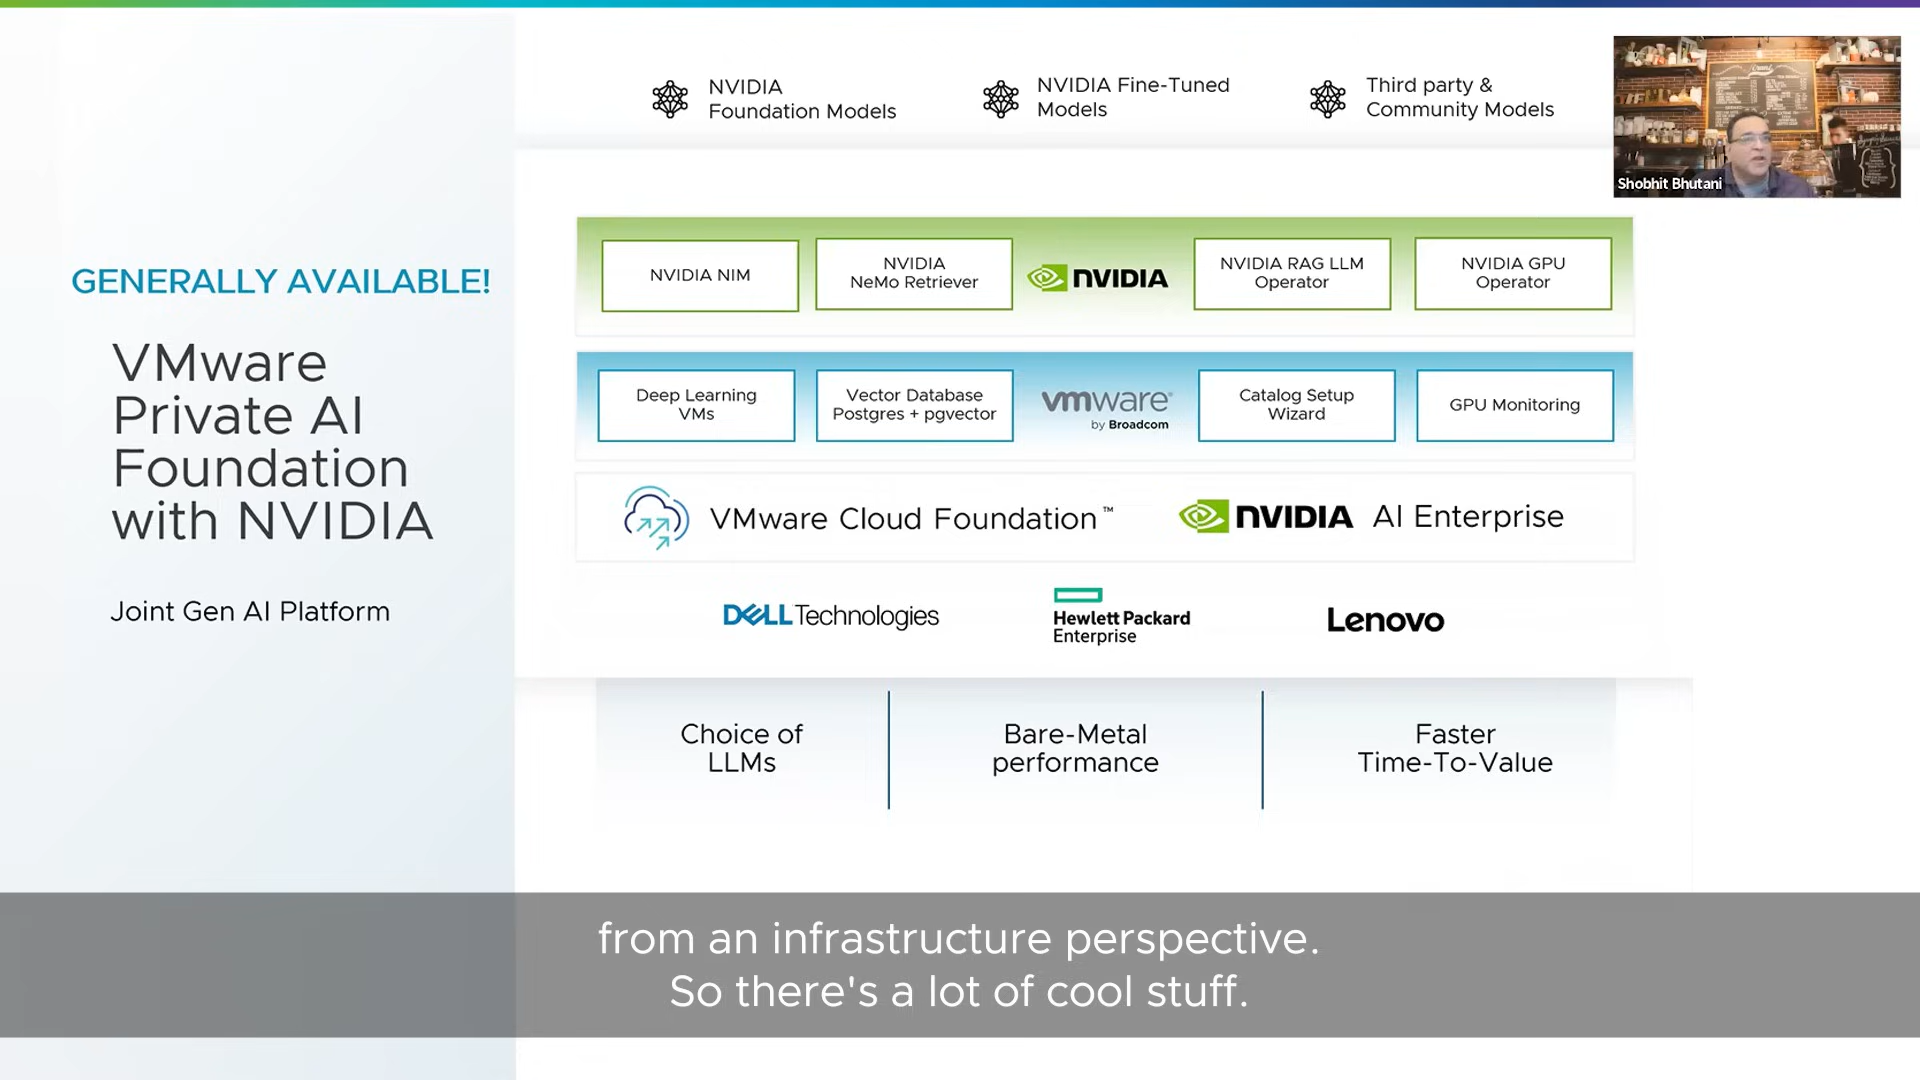 GENERALLY AVAILABLE!
VMware
Private AI
Foundation
with NVIDIA
Joint Gen AI Platform
NVIDIA
Foundation Models
NVIDIA Fine-Tuned
Models
Third party &
Community Models
Shobhit Bhutani
NVIDIA NIM
NVIDIA
NeMo Retriever
NVIDIA
NVIDIA RAG LLM
Operator
NVIDIA GPU
Operator
Deep Learning
VMs
Vector Database
Postgres + pgvector
vmware®
by Broadcom
Catalog Setup
Wizard
GPU Monitoring
VMware Cloud Foundation™
NVIDIA AI Enterprise
DELL Technologies
Hewlett Packard
Enterprise
Lenovo
Choice of
LLMs
Bare-Metal
performance
Faster
Time-To-Value
from an infrastructure perspective.
So there's a lot of cool stuff.